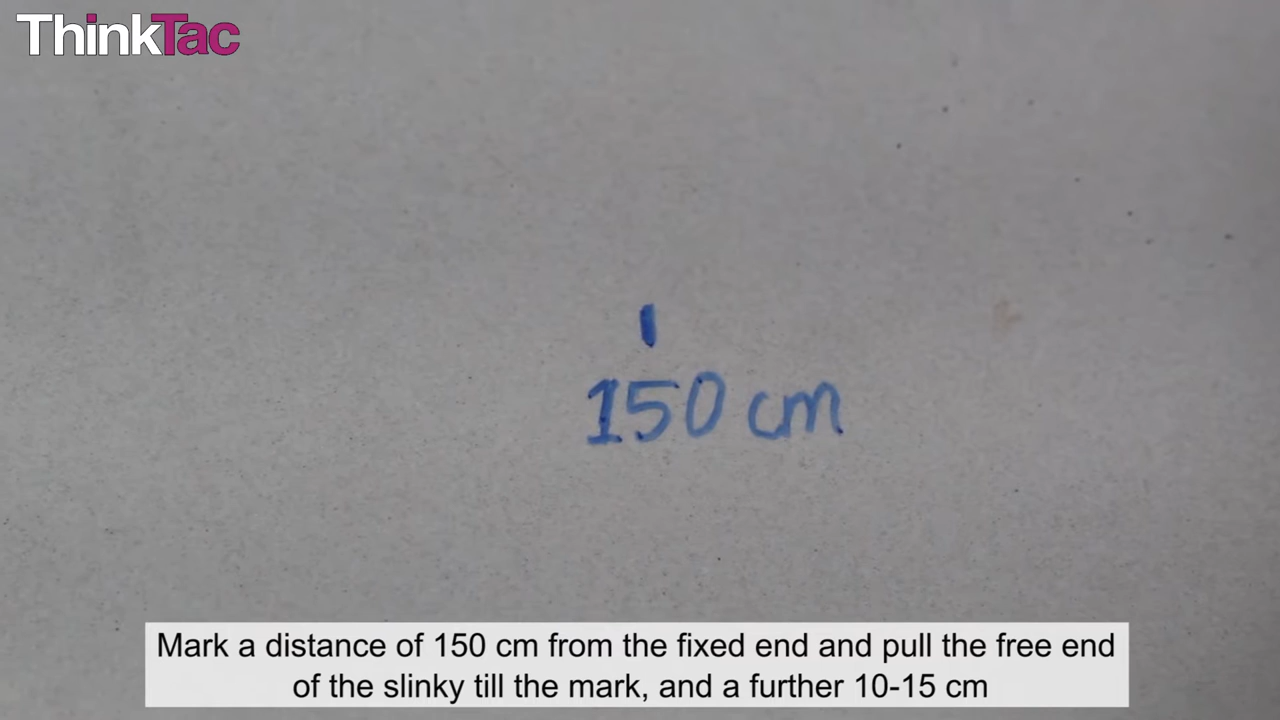 ThinkTac
150 cm
Mark a distance of 150 cm from the fixed end and pull the free end
of the slinky till the mark, and a further 10-15 cm